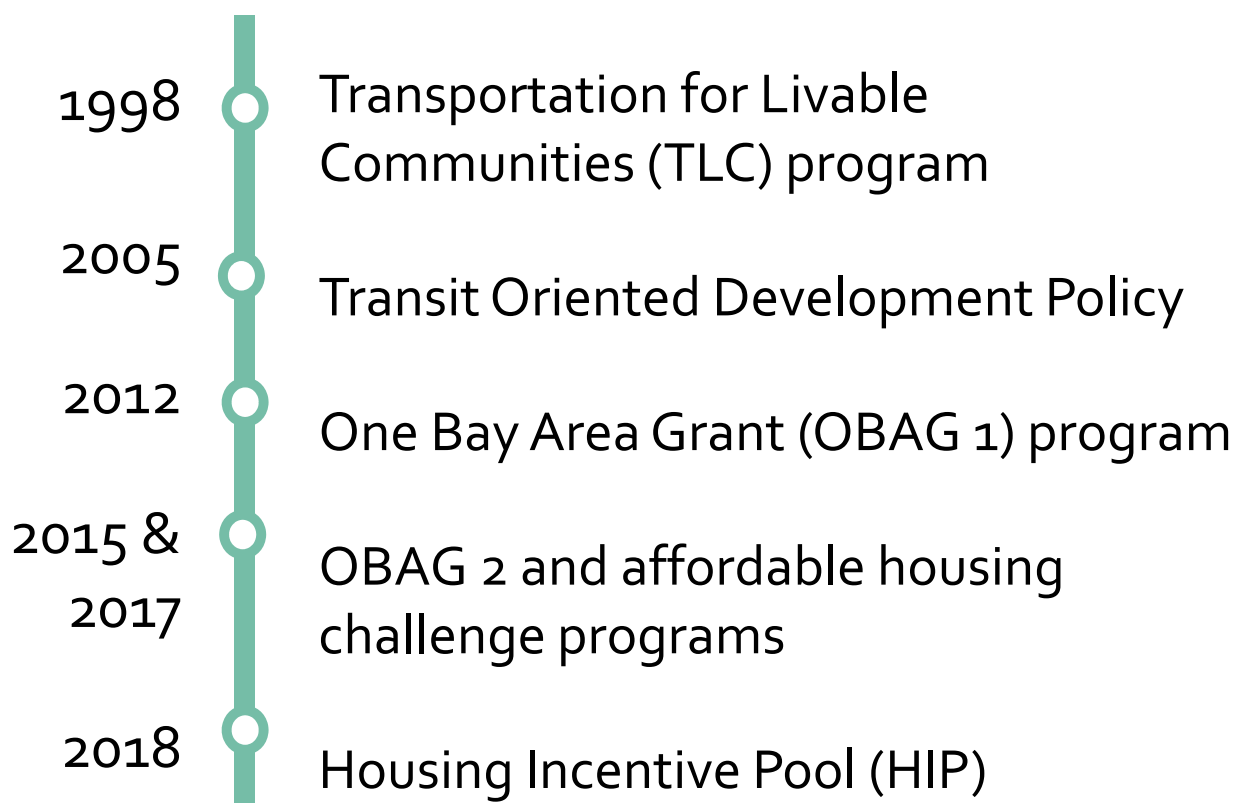 1998
Transportation for Livable
Communities (TLC) program
2005
Transit Oriented Development Policy
2012
One Bay Area Grant (OBAG 1) program
2015 &
2017
OBAG 2 and affordable housing
challenge programs
2018
Housing Incentive Pool (HIP)